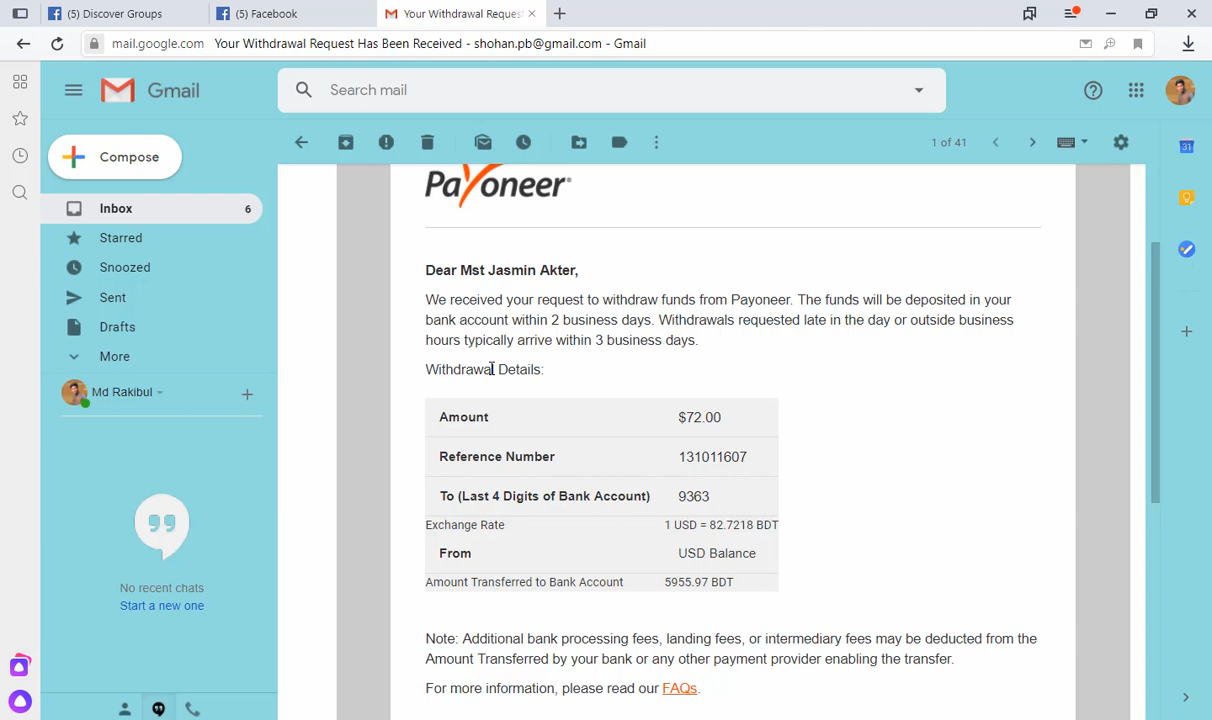 (5) Discover Groups
(5) Facebook
Your Withdrawal Request
mail.google.com Your Withdrawal Request Has Been Received - shohan.pb@gmail.com - Gmail
Gmail
Search mail
Compose
1 of 41
Inbox 6
Starred
Snoozed
Sent
Drafts
More
Md Rakibul
No recent chats
Start a new one
31
Payoneer
Dear Mst Jasmin Akter,
We received your request to withdraw funds from Payoneer. The funds will be deposited in your
bank account within 2 business days. Withdrawals requested late in the day or outside business
hours typically arrive within 3 business days.
Withdrawal Details:
Amount $72.00
Reference Number 131011607
To (Last 4 Digits of Bank Account) 9363
Exchange Rate 1 USD = 82.7218 BDT
From USD Balance
Amount Transferred to Bank Account 5955.97 BDT
Note: Additional bank processing fees, landing fees, or intermediary fees may be deducted from the
Amount Transferred by your bank or any other payment provider enabling the transfer.
For more information, please read our FAQs.